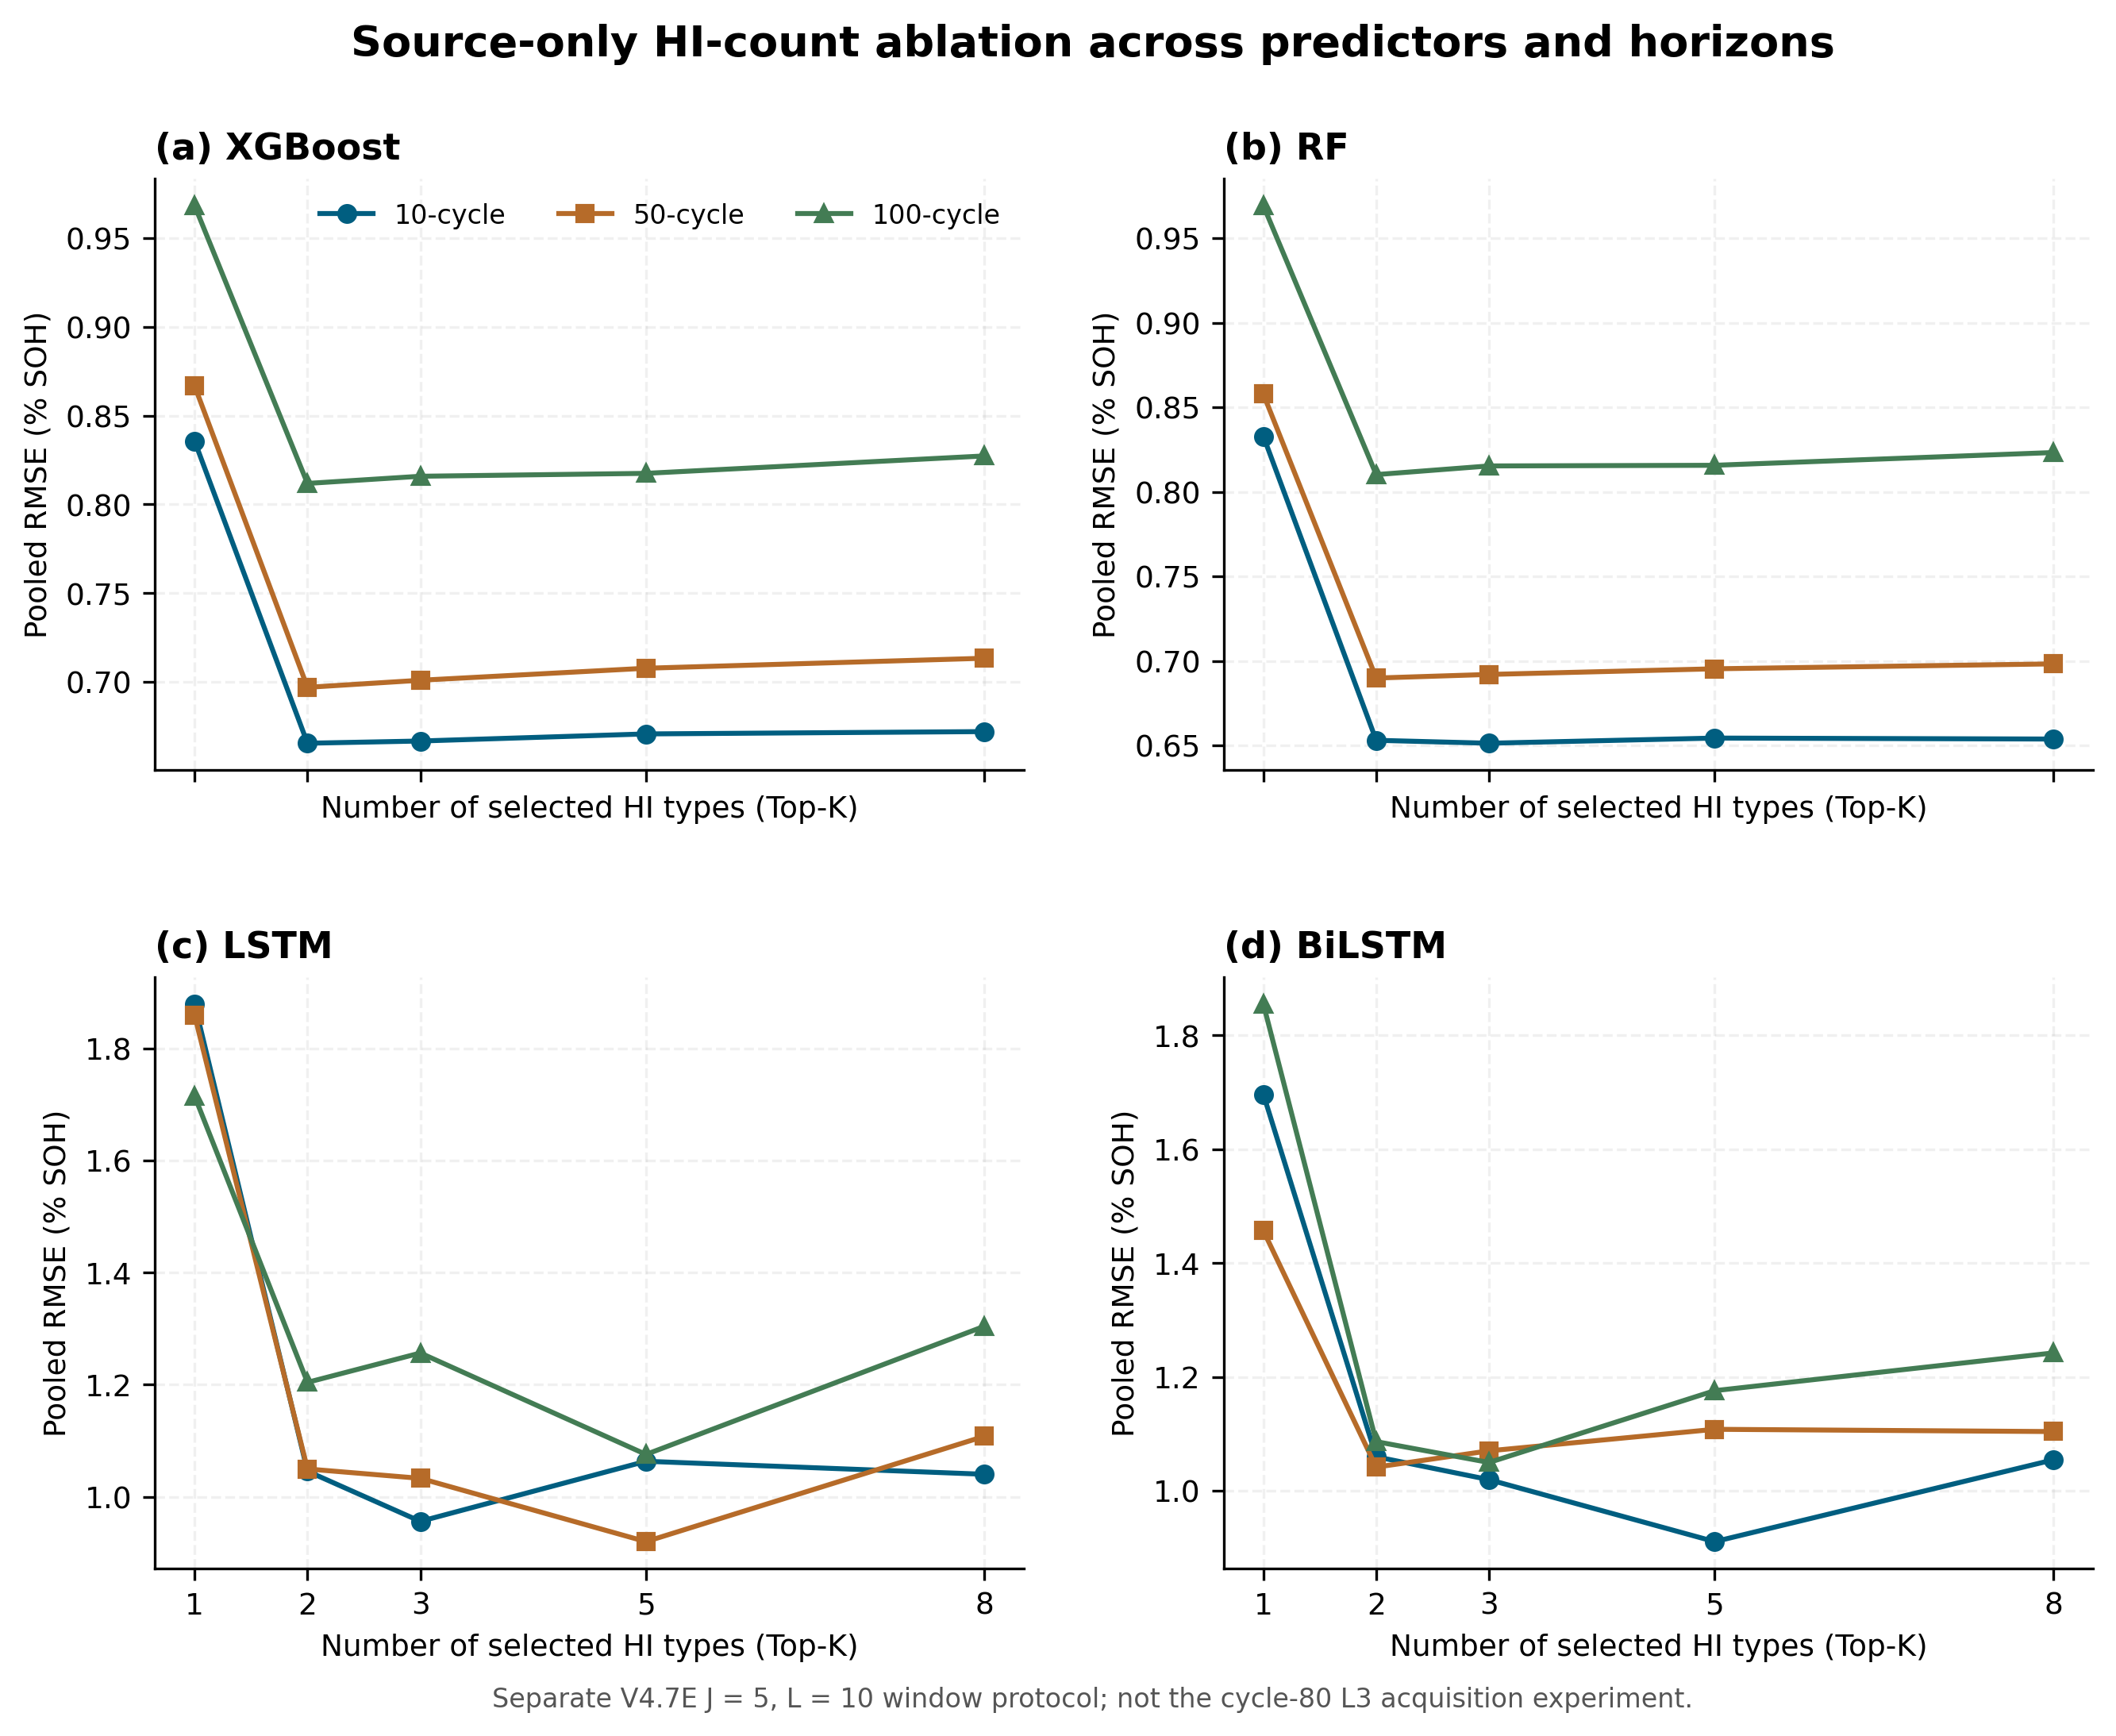 Source-only HI-count ablation across predictors and horizons
(a) XGBoost
10-cycle
50-cycle
100-cycle
0.95
0.90
0.85
0.80
0.75
0.70
Pooled RMSE (% SOH)
Number of selected HI types (Top-K)
(b) RF
0.95
0.90
0.85
0.80
0.75
0.70
0.65
Pooled RMSE (% SOH)
Number of selected HI types (Top-K)
(c) LSTM
1.8
1.6
1.4
1.2
1.0
Pooled RMSE (% SOH)
1 2 3 5 8
Number of selected HI types (Top-K)
(d) BiLSTM
1.8
1.6
1.4
1.2
1.0
Pooled RMSE (% SOH)
1 2 3 5 8
Number of selected HI types (Top-K)
Separate V4.7E J = 5, L = 10 window protocol; not the cycle-80 L3 acquisition experiment.